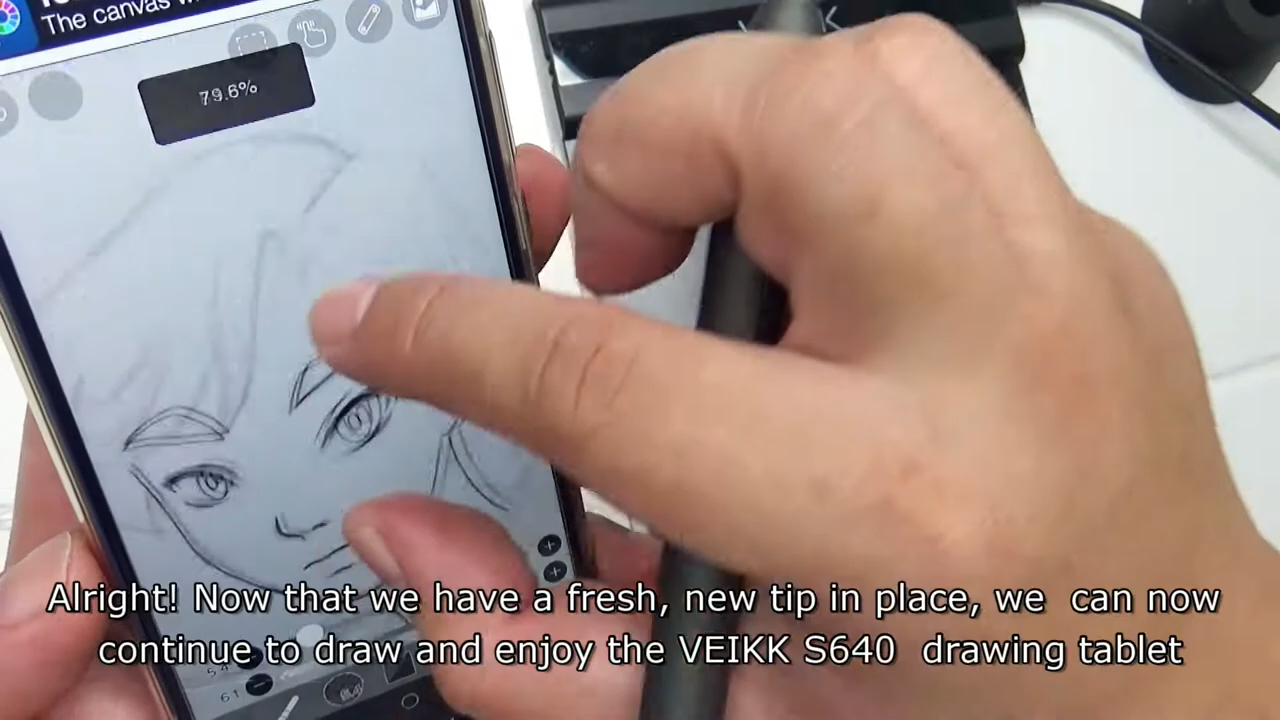 The canvas w
79.6%
61
Alright! Now that we have a fresh, new tip in place, we can now
continue to draw and enjoy the VEIKK S640 drawing tablet